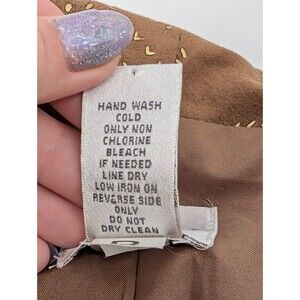 HAND WASH
COLD
ONLY NON
CHLORINE
BLEACH
IF NEEDED
LINE DRY
LOW IRON ON
REVERSE SIDE
ONLY
DO NOT
DRY CLEAN